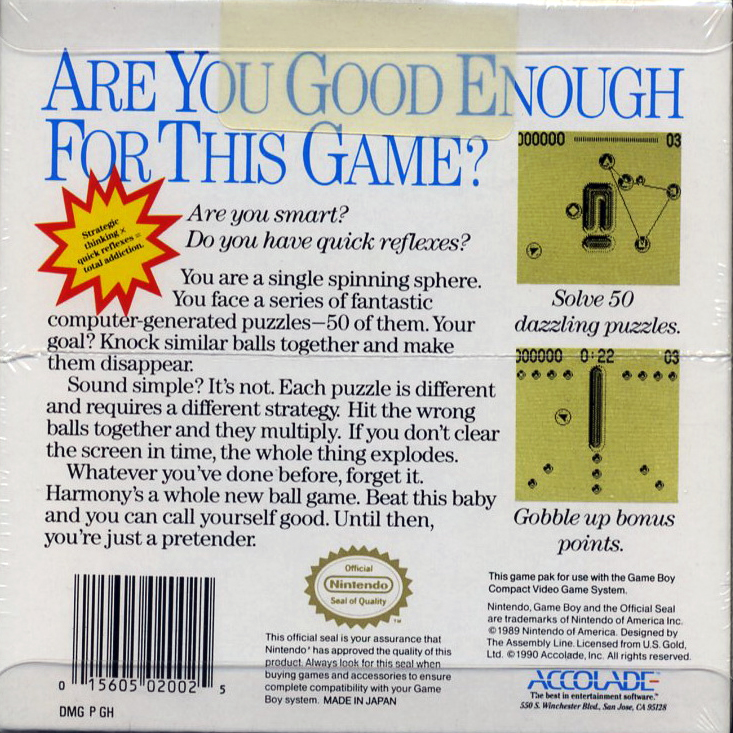 ARE YOU GOOD ENOUGH
FOR THIS GAME?
Strategic
thinking x
quick reflexes =
total addiction.
Are you smart?
Do you have quick reflexes?
You are a single spinning sphere.
You face a series of fantastic
computer-generated puzzles—50 of them. Your
goal? Knock similar balls together and make
them disappear.
Sound simple? It's not. Each puzzle is different
and requires a different strategy. Hit the wrong
balls together and they multiply. If you don't clear
the screen in time, the whole thing explodes.
Whatever you've done before, forget it.
Harmony's a whole new ball game. Beat this baby
and you can call yourself good. Until then,
you're just a pretender.
000000 03
Solve 50
dazzling puzzles.
000000 0:22 03
Gobble up bonus
points.
0 15605 02002 5
DMG P GH
Official
Nintendo
Seal of Quality
TM
This official seal is your assurance that
Nintendo® has approved the quality of this
product. Always look for this seal when
buying games and accessories to ensure
complete compatibility with your Game
Boy system. MADE IN JAPAN
This game pak for use with the Game Boy
Compact Video Game System.
Nintendo, Game Boy and the Official Seal
are trademarks of Nintendo of America Inc.
©1989 Nintendo of America. Designed by
The Assembly Line. Licensed from U.S. Gold,
Ltd. ©1990 Accolade, Inc. All rights reserved.
ACCOLADE
The best in entertainment software.™
550 S. Winchester Blvd., San Jose, CA 95128